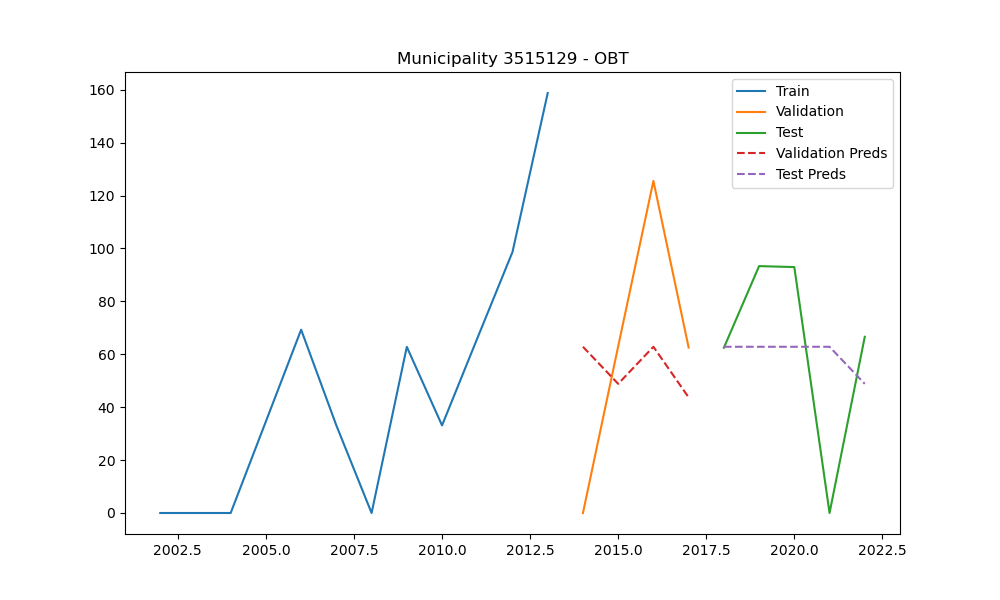 Municipality 3515129 - OBT
160
140
120
100
80
60
40
20
0
Train
Validation
Test
Validation Preds
Test Preds
2002.5 2005.0 2007.5 2010.0 2012.5 2015.0 2017.5 2020.0 2022.5